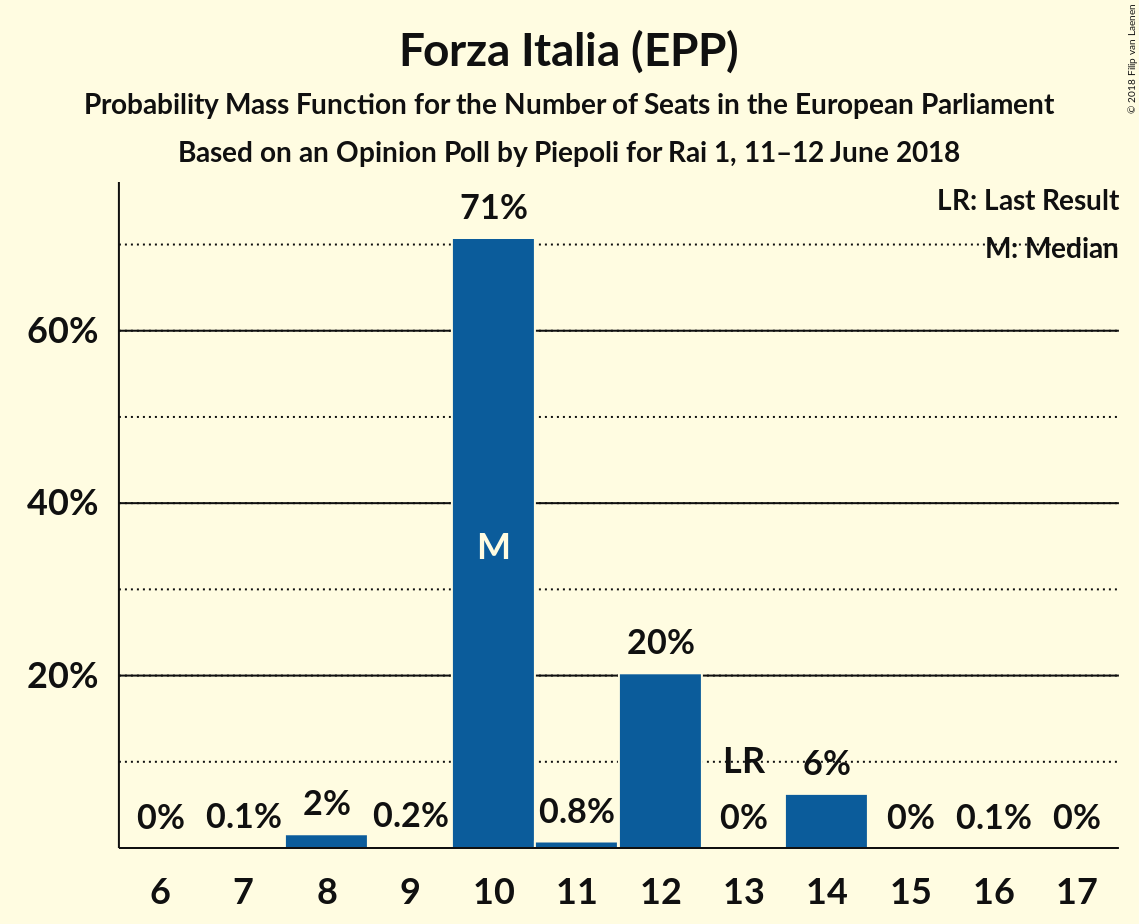 Forza Italia (EPP)
Probability Mass Function for the Number of Seats in the European Parliament
Based on an Opinion Poll by Piepoli for Rai 1, 11–12 June 2018
© 2018 Filip van Laenen
LR: Last Result
M: Median
71%
60%
40%
M
20%
20%
LR
6%
0%
0.1%
2%
0.2%
0.8%
0%
0%
0.1%
0%
6 7 8 9 10 11 12 13 14 15 16 17